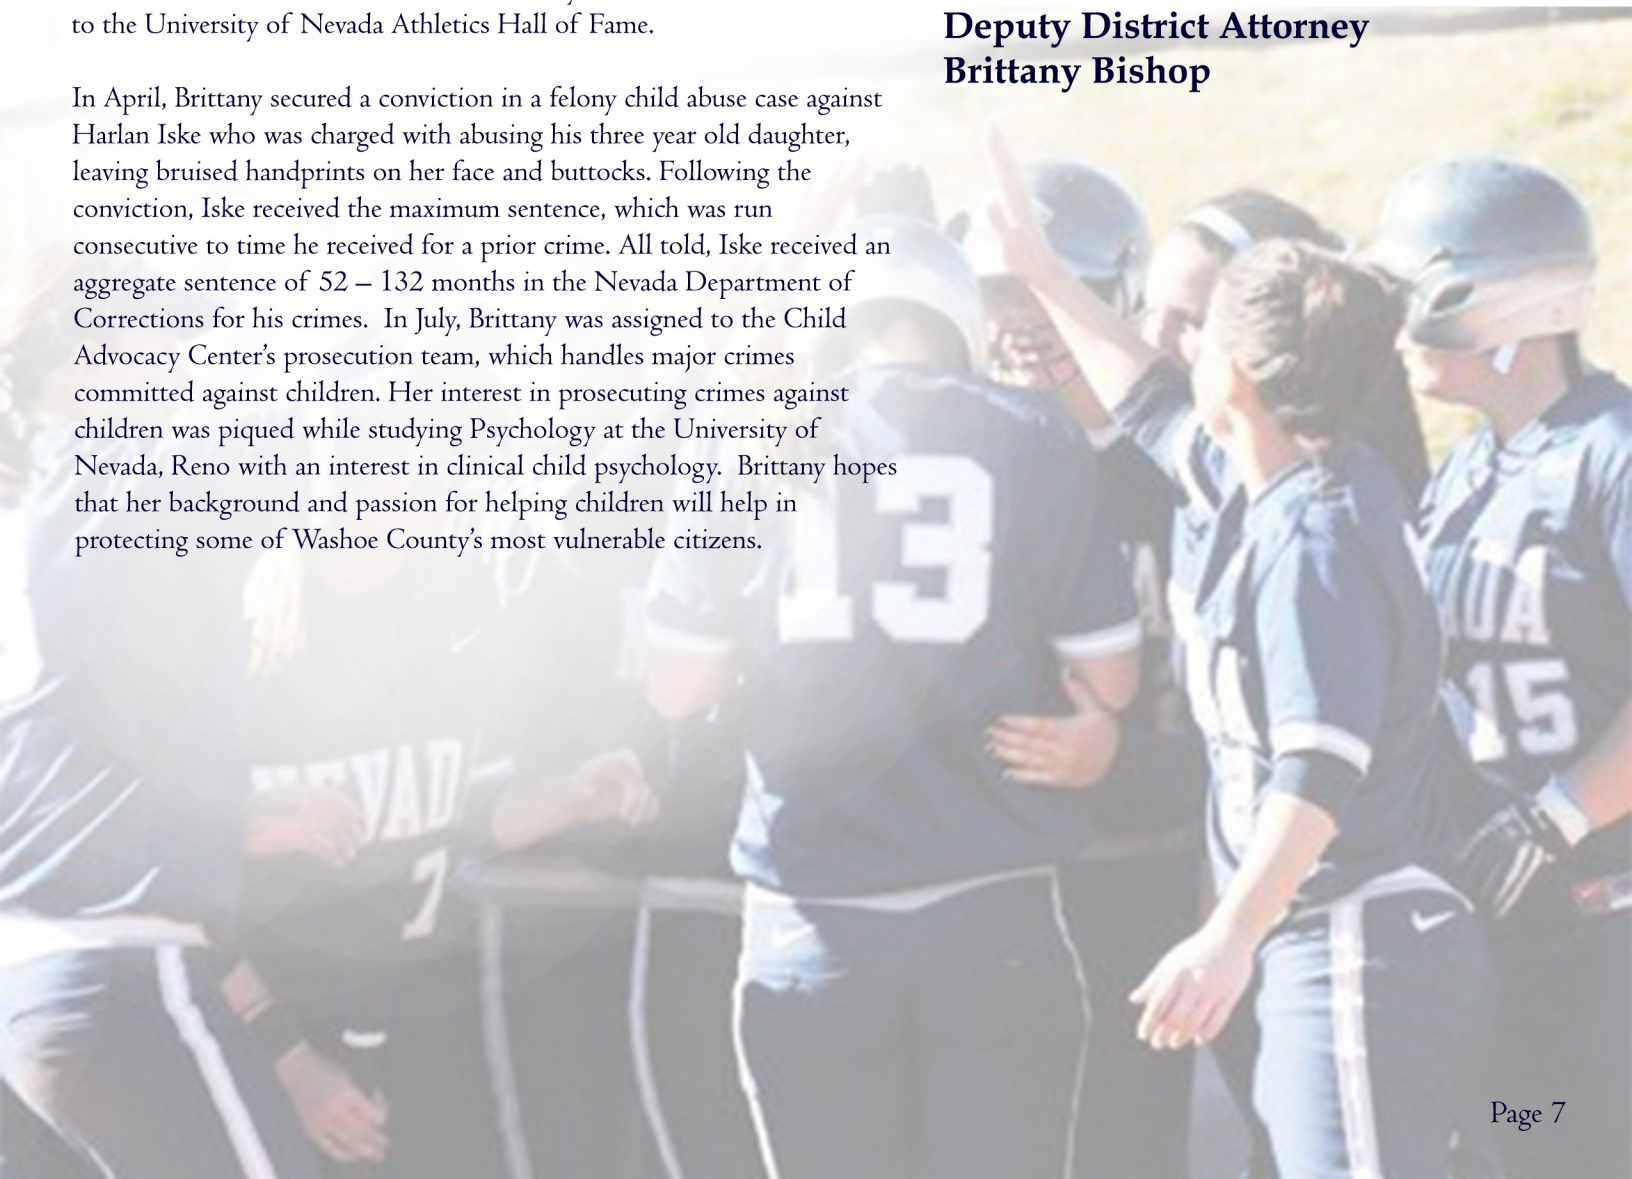 to the University of Nevada Athletics Hall of Fame.
Deputy District Attorney
Brittany Bishop
In April, Brittany secured a conviction in a felony child abuse case against
Harlan Iske who was charged with abusing his three year old daughter,
leaving bruised handprints on her face and buttocks. Following the
conviction, Iske received the maximum sentence, which was run
consecutive to time he received for a prior crime. All told, Iske received an
aggregate sentence of 52 – 132 months in the Nevada Department of
Corrections for his crimes.  In July, Brittany was assigned to the Child
Advocacy Center’s prosecution team, which handles major crimes
committed against children. Her interest in prosecuting crimes against
children was piqued while studying Psychology at the University of
Nevada, Reno with an interest in clinical child psychology.  Brittany hopes
that her background and passion for helping children will help in
protecting some of Washoe County’s most vulnerable citizens.
13
15
7
Page 7